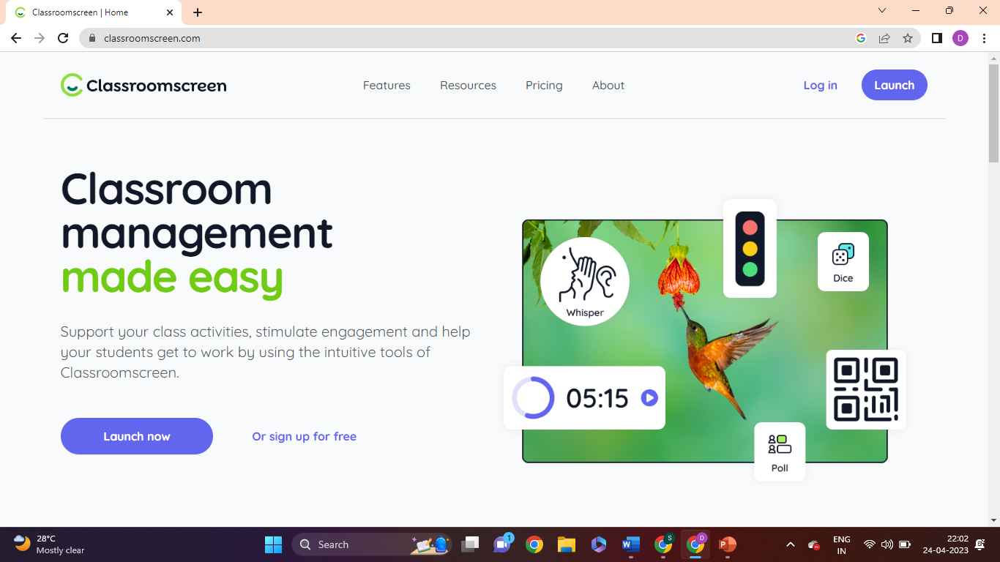 Classroomscreen | Home
classroomscreen.com
D
Classroomscreen
Features
Resources
Pricing
About
Log in
Launch
Classroom
management
made easy
Support your class activities, stimulate engagement and help
your students get to work by using the intuitive tools of
Classroomscreen.
Launch now
Or sign up for free
Whisper
Dice
05:15
Poll
28°C
Mostly clear
Search
1
W
S
D
P
ENG
IN
22:02
24-04-2023